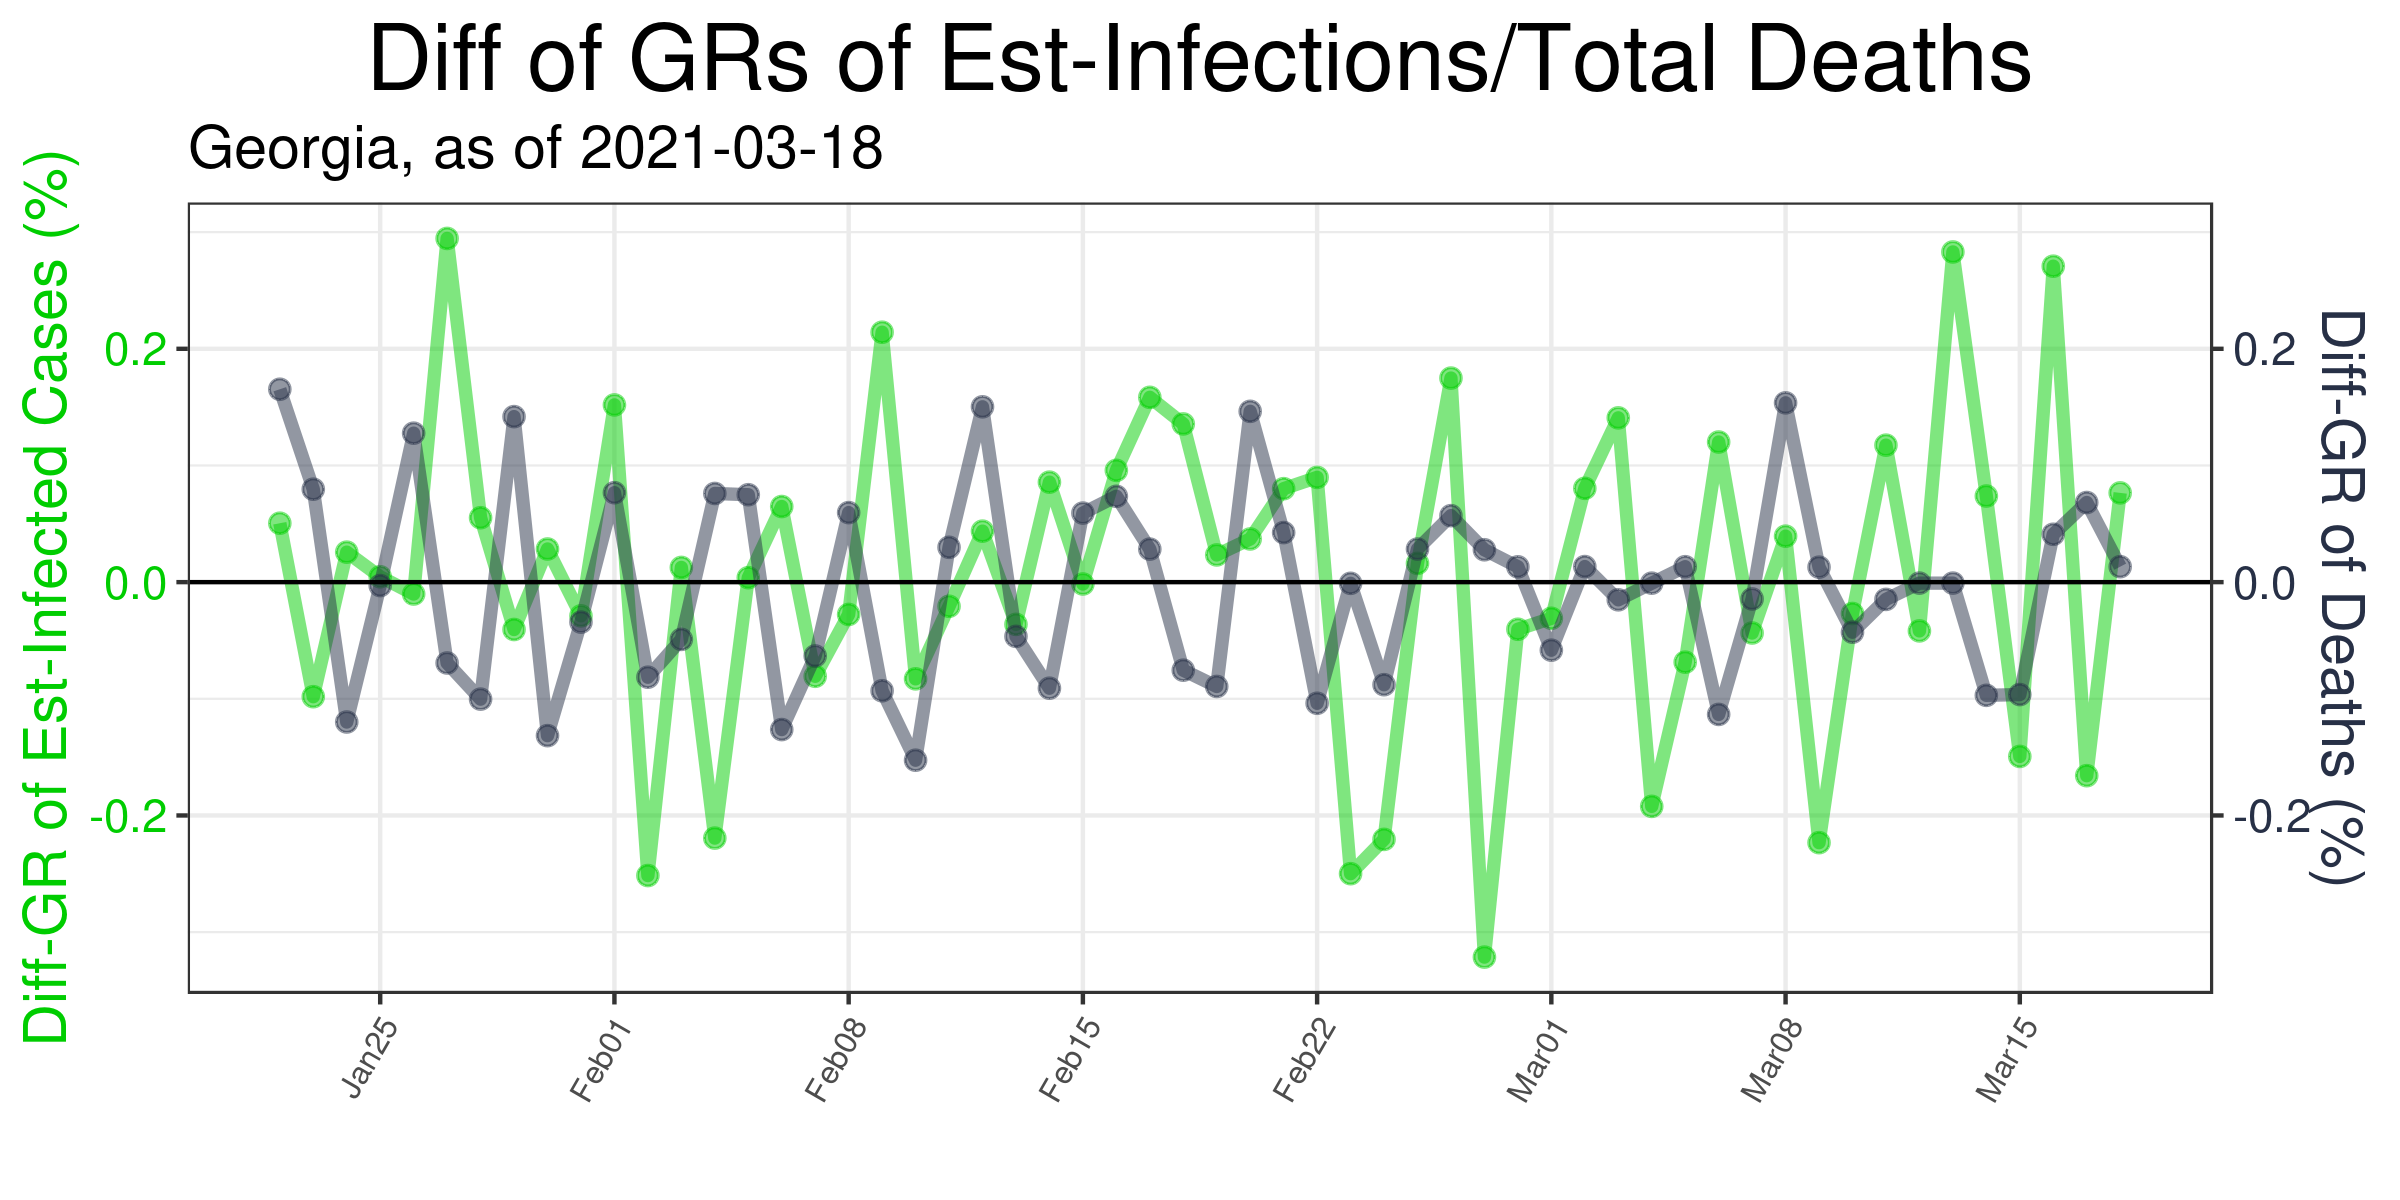 Diff of GRs of Est-Infections/Total Deaths
Georgia, as of 2021-03-18
Diff-GR of Est-Infected Cases (%)
0.2
0.0
-0.2
0.2
0.0
-0.2
Diff-GR of Deaths (%)
Jan25
Feb01
Feb08
Feb15
Feb22
Mar01
Mar08
Mar15